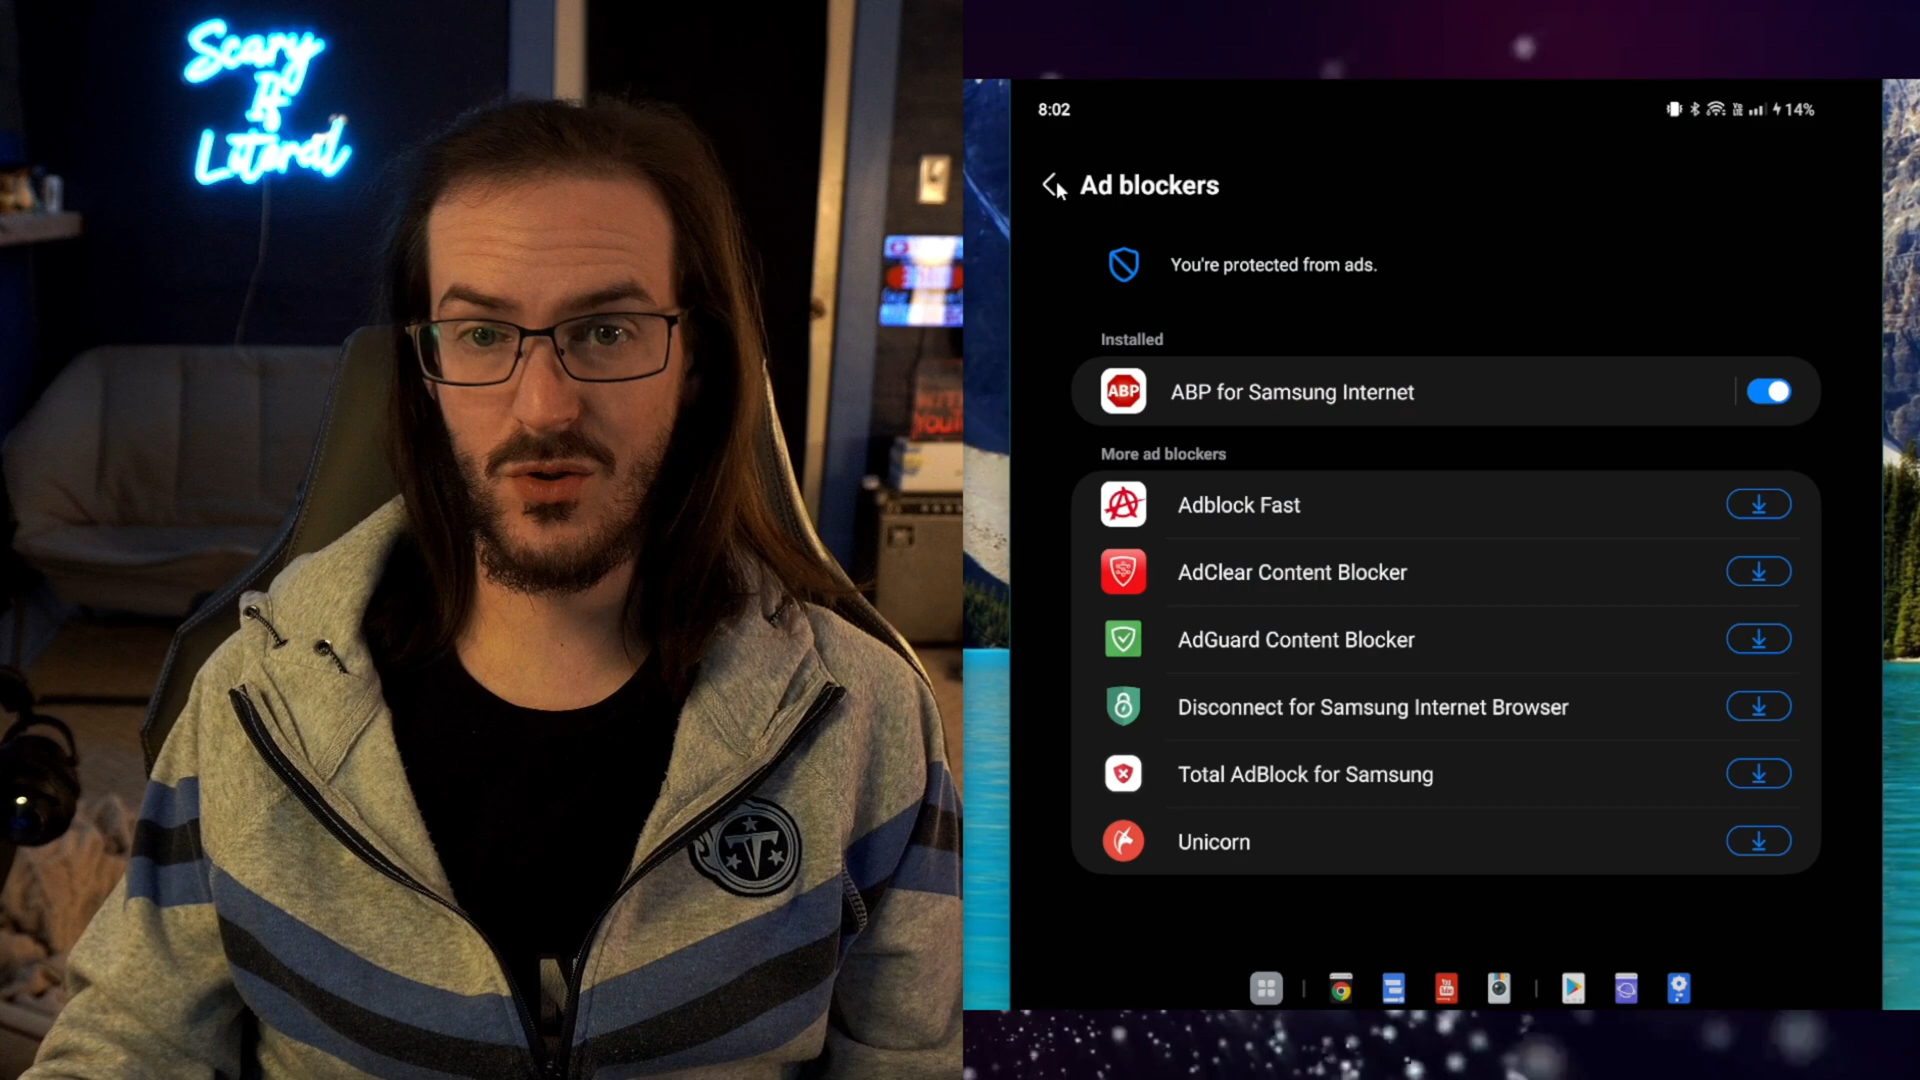 Scary
If
Literal
8:02
14%
Ad blockers
You're protected from ads.
Installed
ABP
ABP for Samsung Internet
More ad blockers
Adblock Fast
AdClear Content Blocker
AdGuard Content Blocker
Disconnect for Samsung Internet Browser
Total AdBlock for Samsung
Unicorn